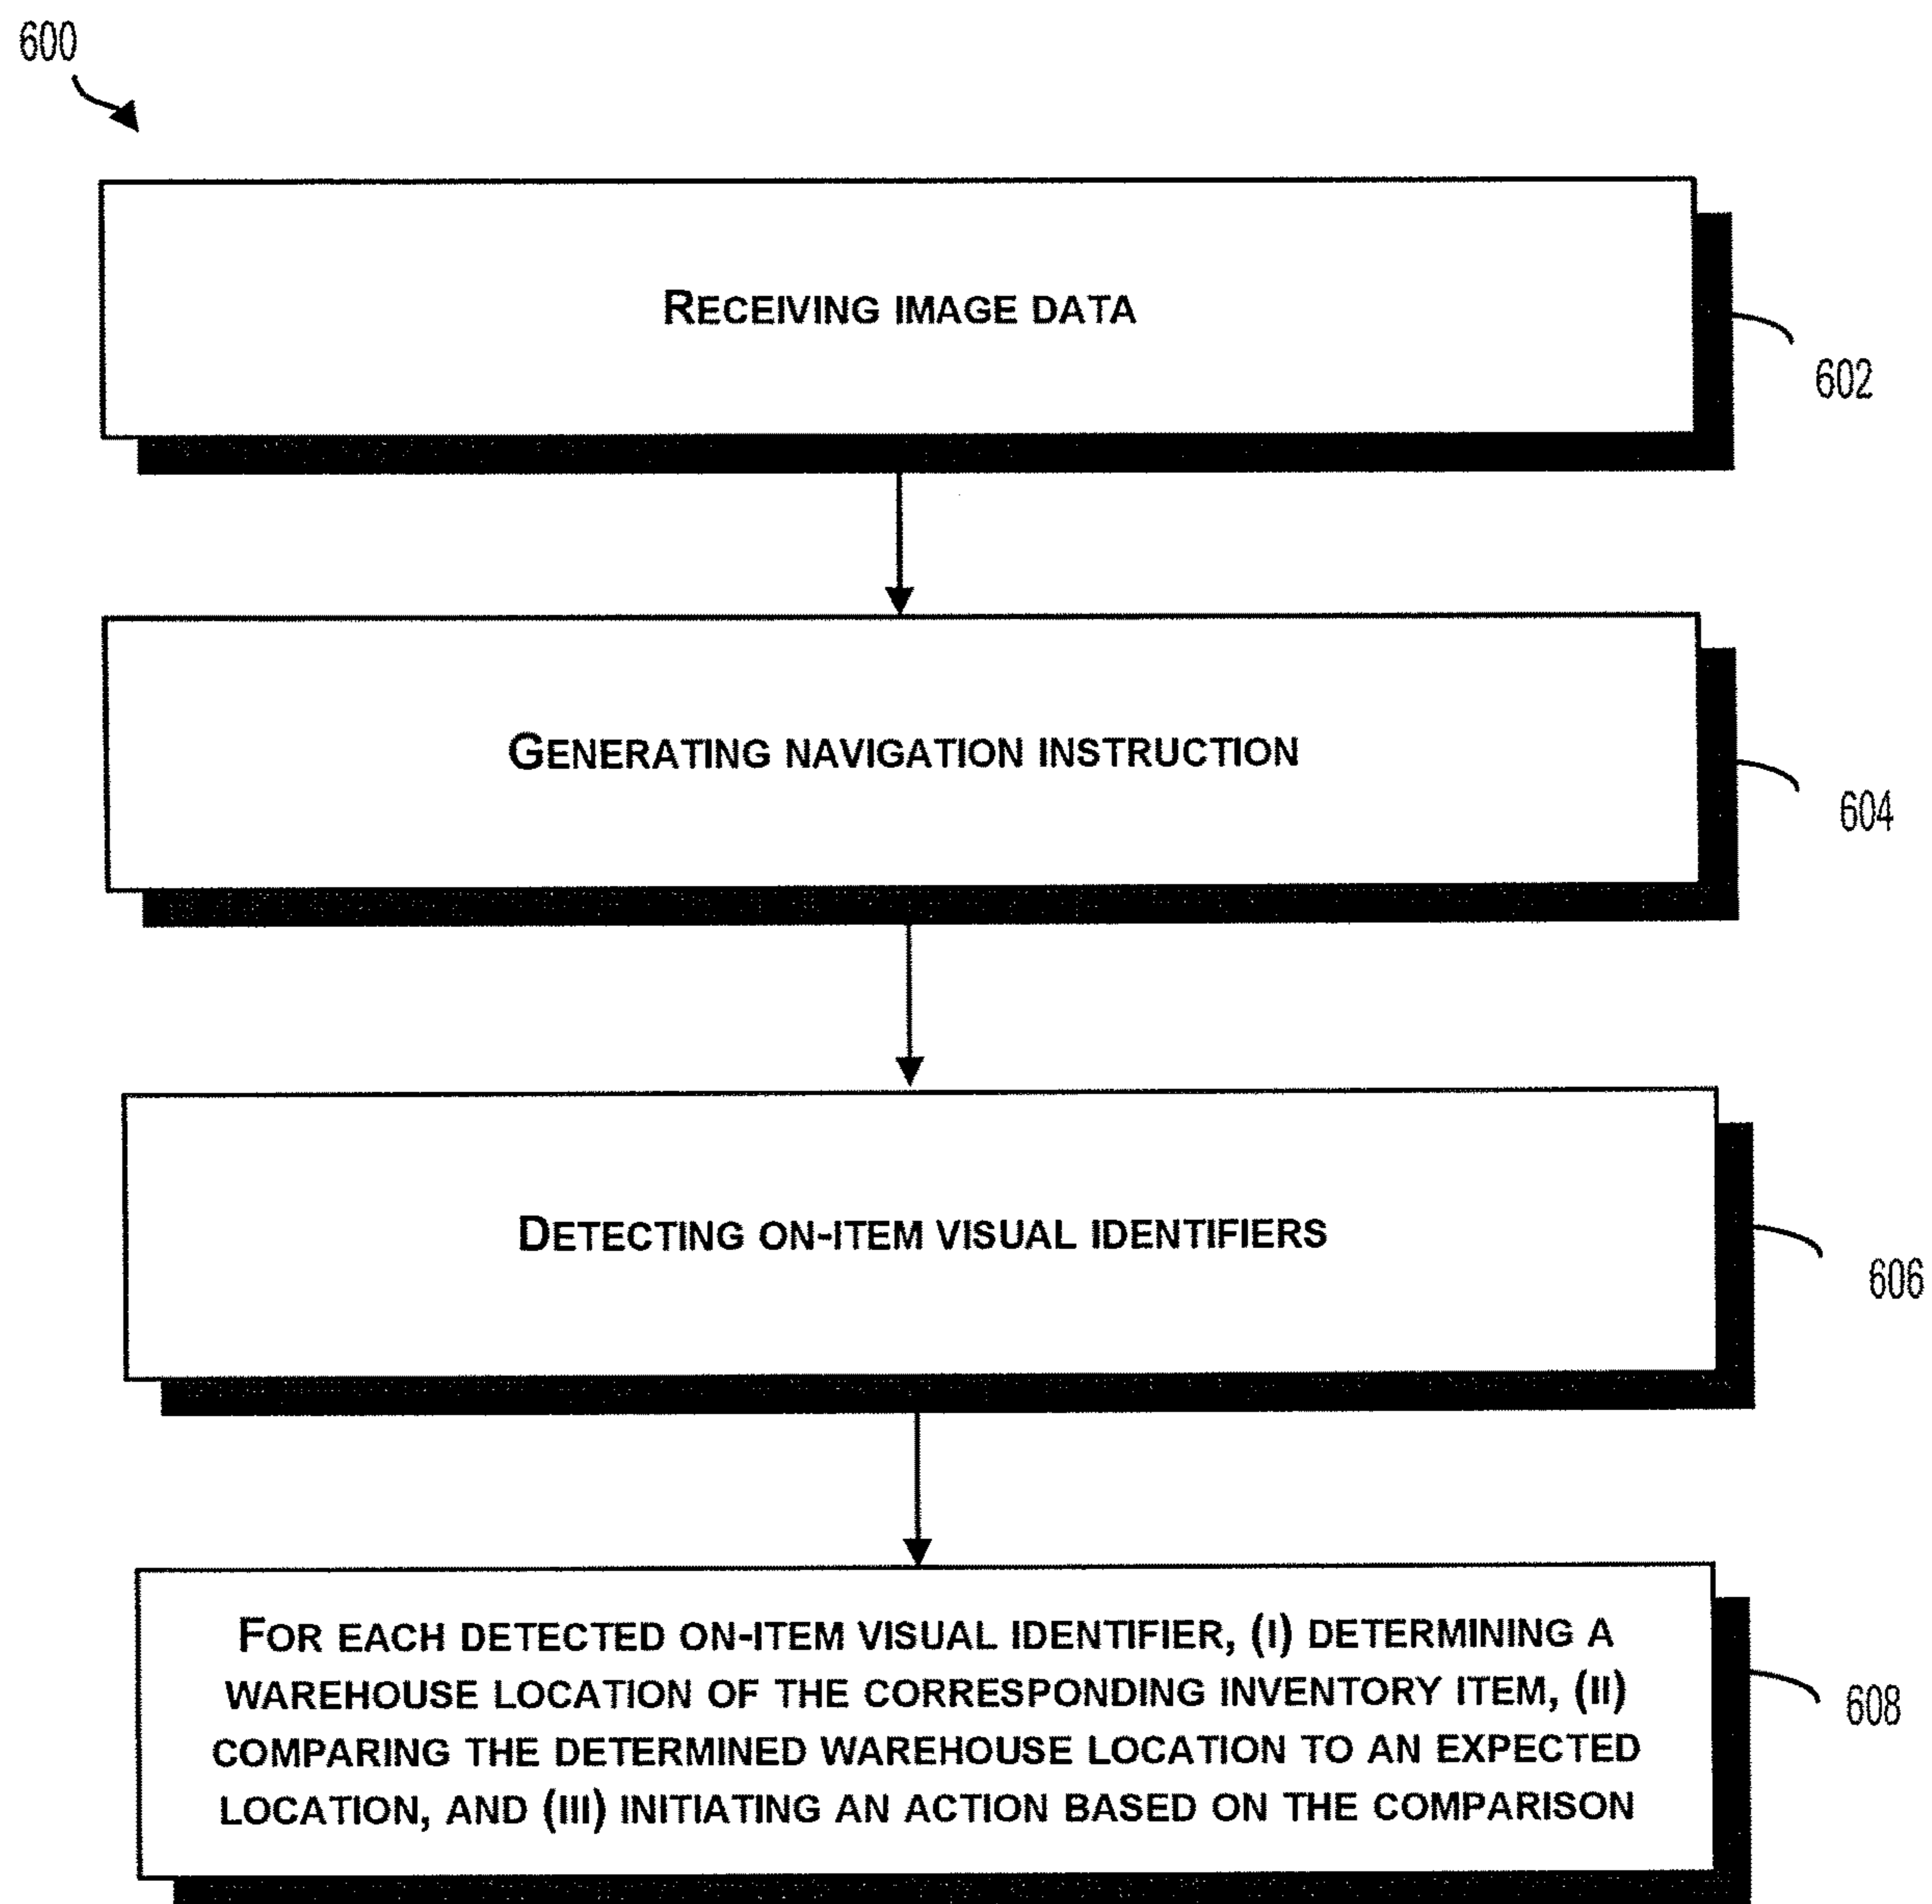 600
RECEIVING IMAGE DATA
602
GENERATING NAVIGATION INSTRUCTION
604
DETECTING ON-ITEM VISUAL IDENTIFIERS
606
FOR EACH DETECTED ON-ITEM VISUAL IDENTIFIER, (I) DETERMINING A
WAREHOUSE LOCATION OF THE CORRESPONDING INVENTORY ITEM, (II)
COMPARING THE DETERMINED WAREHOUSE LOCATION TO AN EXPECTED
LOCATION, AND (III) INITIATING AN ACTION BASED ON THE COMPARISON
608